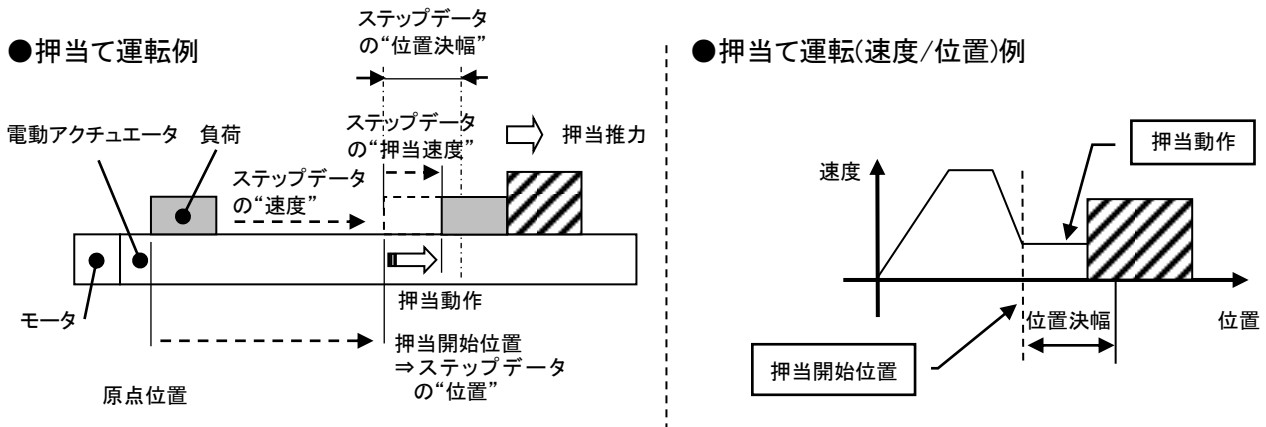 ●押当て運転例
ステップデータ
の“位置決幅”
電動アクチュエータ
負荷
ステップデータ
の“押当速度”
押当推力
ステップデータ
の“速度”
押当動作
モータ
押当開始位置
⇒ステップデータ
の“位置”
原点位置
●押当て運転(速度/位置)例
押当動作
速度
位置決幅
位置
押当開始位置